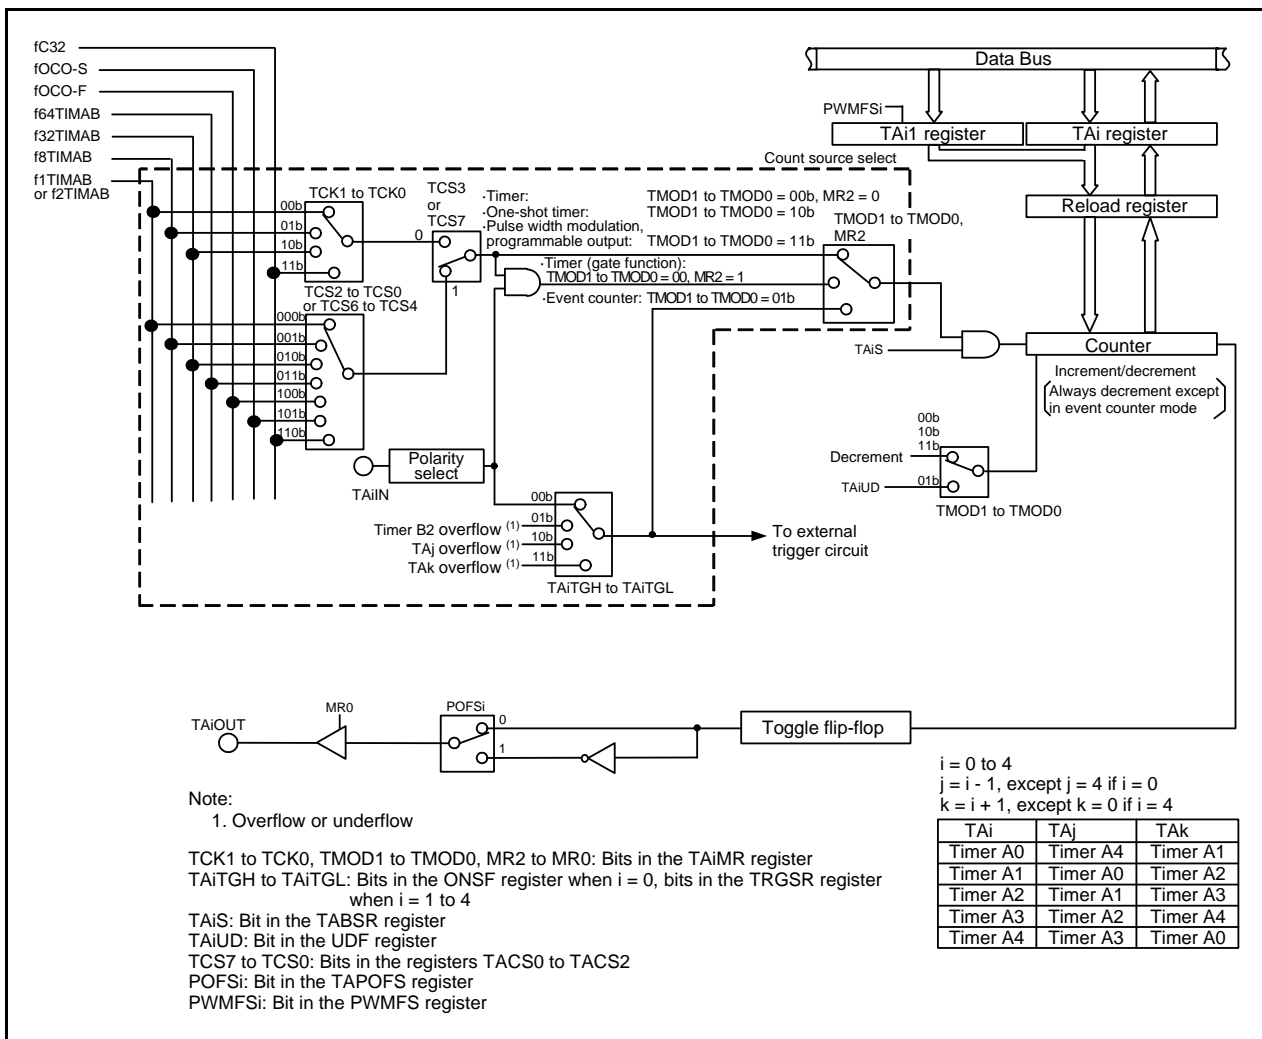 fC32
fOCO-S
fOCO-F
f64TIMAB
f32TIMAB
f8TIMAB
f1TIMAB
or f2TIMAB
Data Bus
PWMFSi
TAi1 register
TAi register
Reload register
Counter
Increment/decrement
Always decrement except
in event counter mode
Count source select
TCK1 to TCK0
00b
01b
10b
11b
TCS3
or
TCS7
0
1
·Timer: TMOD1 to TMOD0 = 00b, MR2 = 0
·One-shot timer: TMOD1 to TMOD0 = 10b
·Pulse width modulation,
programmable output: TMOD1 to TMOD0 = 11b
·Timer (gate function):
TMOD1 to TMOD0 = 00, MR2 = 1
·Event counter: TMOD1 to TMOD0 = 01b
TMOD1 to TMOD0,
MR2
TCS2 to TCS0
or TCS6 to TCS4
000b
001b
010b
011b
100b
101b
110b
TAiS
TAiIN
Polarity
select
00b
01b
10b
11b
Timer B2 overflow (1)
TAj overflow (1)
TAk overflow (1)
TAiTGH to TAiTGL
To external
trigger circuit
00b
10b
11b
Decrement
TAiUD
01b
TMOD1 to TMOD0
TAiOUT
MR0
POFSi
0
1
Toggle flip-flop
i = 0 to 4
j = i - 1, except j = 4 if i = 0
k = i + 1, except k = 0 if i = 4
TAi TAj TAk
Timer A0 Timer A4 Timer A1
Timer A1 Timer A0 Timer A2
Timer A2 Timer A1 Timer A3
Timer A3 Timer A2 Timer A4
Timer A4 Timer A3 Timer A0
Note:
1. Overflow or underflow
TCK1 to TCK0, TMOD1 to TMOD0, MR2 to MR0: Bits in the TAiMR register
TAiTGH to TAiTGL: Bits in the ONSF register when i = 0, bits in the TRGSR register
when i = 1 to 4
TAiS: Bit in the TABSR register
TAiUD: Bit in the UDF register
TCS7 to TCS0: Bits in the registers TACS0 to TACS2
POFSi: Bit in the TAPOFS register
PWMFSi: Bit in the PWMFS register